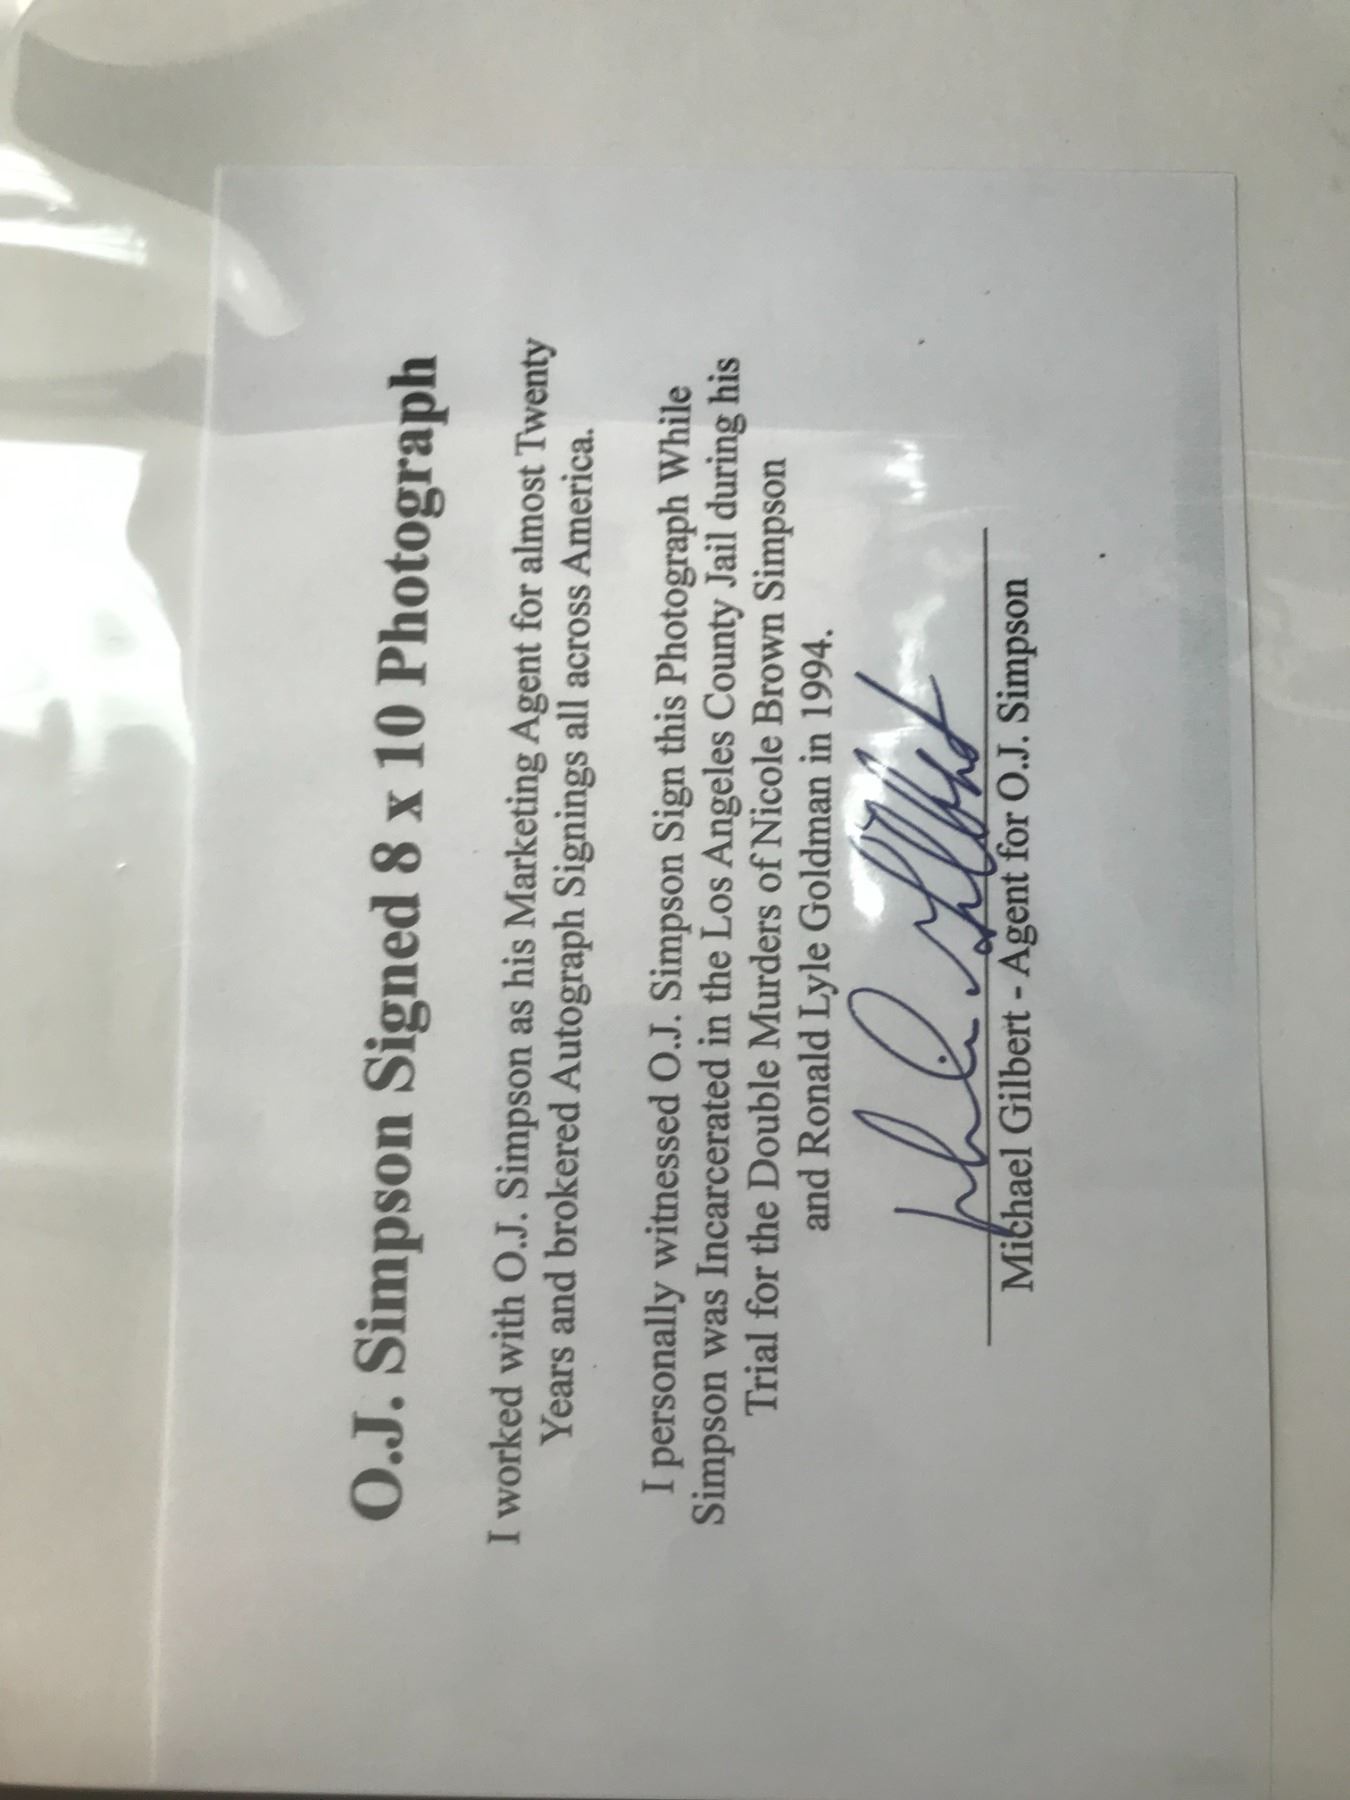 O.J. Simpson Signed 8 x 10 Photograph
I worked with O.J. Simpson as his Marketing Agent for almost Twenty
Years and brokered Autograph Signings all across America.
I personally witnessed O.J. Simpson Sign this Photograph While
Simpson was Incarcerated in the Los Angeles County Jail during his
Trial for the Double Murders of Nicole Brown Simpson
and Ronald Lyle Goldman in 1994.
Michael Gilbert - Agent for O.J. Simpson